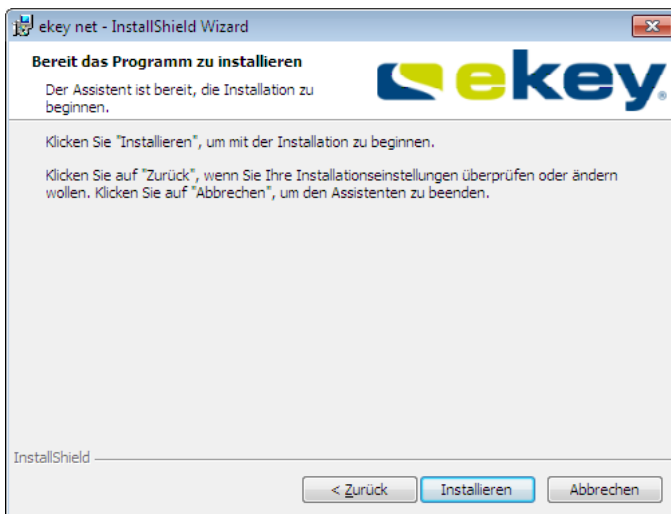 ekey net - InstallShield Wizard
Bereit das Programm zu installieren
Der Assistent ist bereit, die Installation zu
beginnen.
ekey®
Klicken Sie "Installieren", um mit der Installation zu beginnen.
Klicken Sie auf "Zurück", wenn Sie Ihre Installationseinstellungen überprüfen oder ändern
wollen. Klicken Sie auf "Abbrechen", um den Assistenten zu beenden.
InstallShield
< Zurück
Installieren
Abbrechen